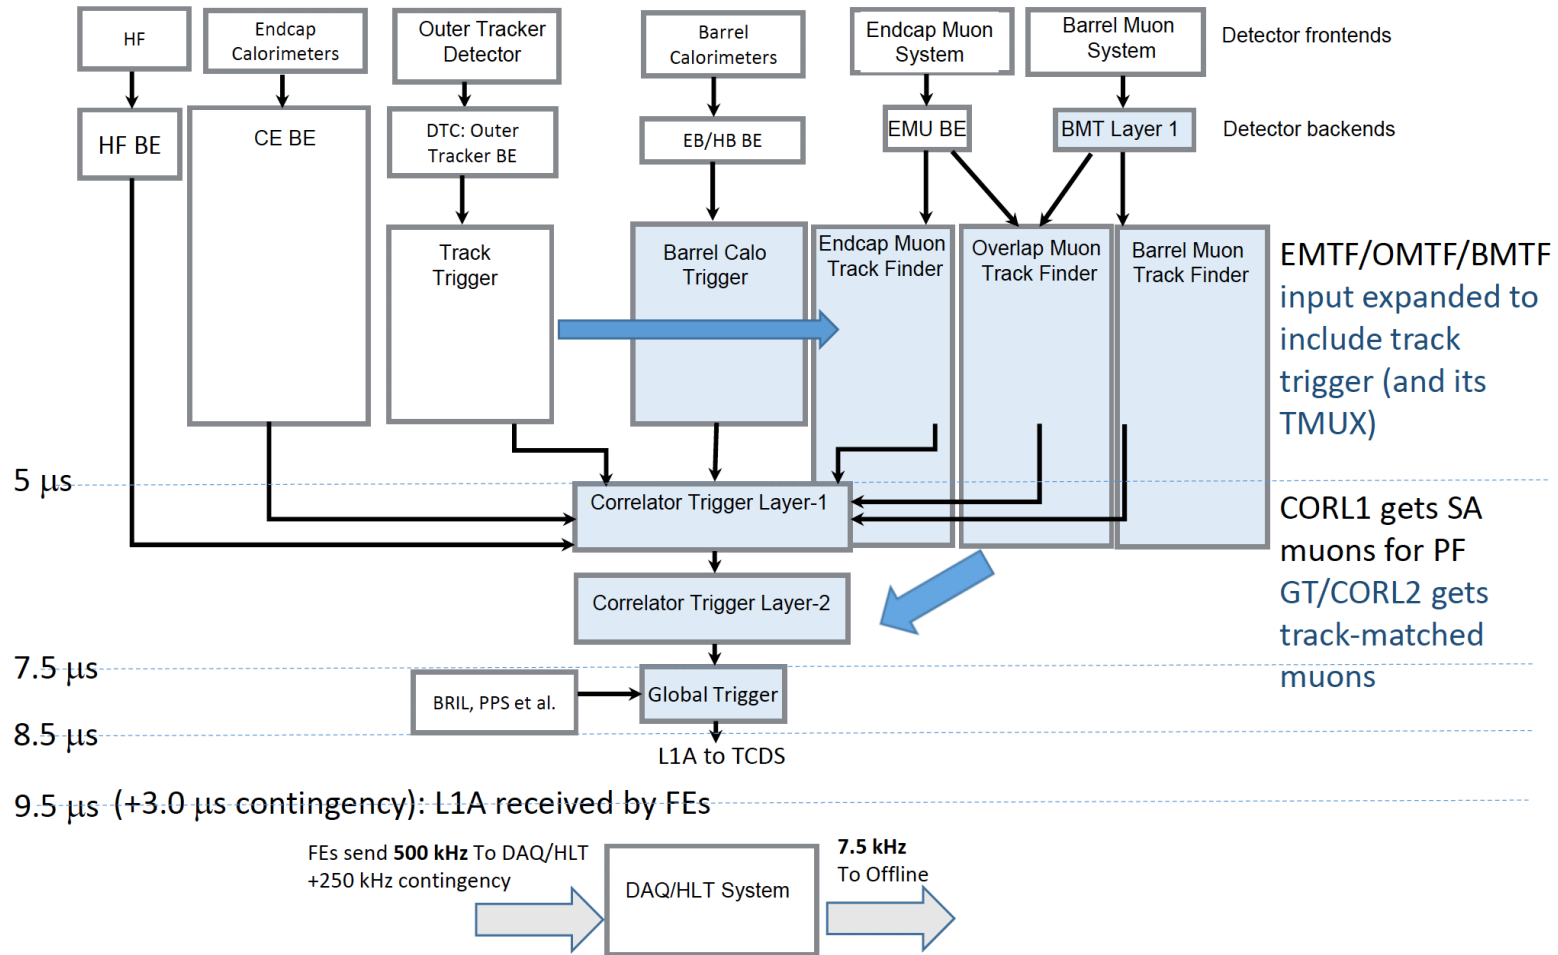 HF
Endcap
Calorimeters
Outer Tracker
Detector
Barrel
Calorimeters
Endcap Muon
System
Barrel Muon
System
Detector frontends
HF BE
CE BE
DTC: Outer
Tracker BE
EB/HB BE
EMU BE
BMT Layer 1
Detector backends
Track
Trigger
Barrel Calo
Trigger
Endcap Muon
Track Finder
Overlap Muon
Track Finder
Barrel Muon
Track Finder
EMTF/OMTF/BMTF
input expanded to
include track
trigger (and its
TMUX)
5 μs
Correlator Trigger Layer-1
CORL1 gets SA
muons for PF
GT/CORL2 gets
track-matched
muons
Correlator Trigger Layer-2
7.5 μs
BRIL, PPS et al.
Global Trigger
8.5 μs
L1A to TCDS
9.5 μs (+3.0 μs contingency): L1A received by FEs
FEs send 500 kHz To DAQ/HLT
+250 kHz contingency
DAQ/HLT System
7.5 kHz
To Offline